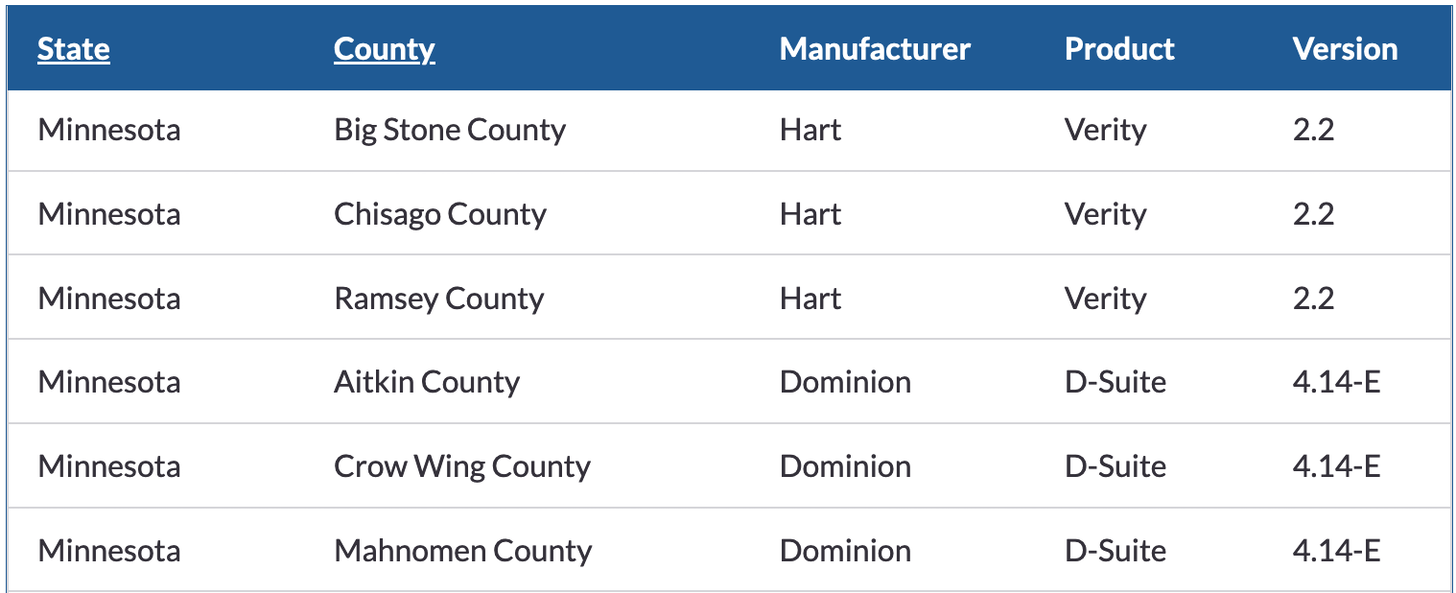 State County Manufacturer Product Version
Minnesota Big Stone County Hart Verity 2.2
Minnesota Chisago County Hart Verity 2.2
Minnesota Ramsey County Hart Verity 2.2
Minnesota Aitkin County Dominion D-Suite 4.14-E
Minnesota Crow Wing County Dominion D-Suite 4.14-E
Minnesota Mahnomen County Dominion D-Suite 4.14-E